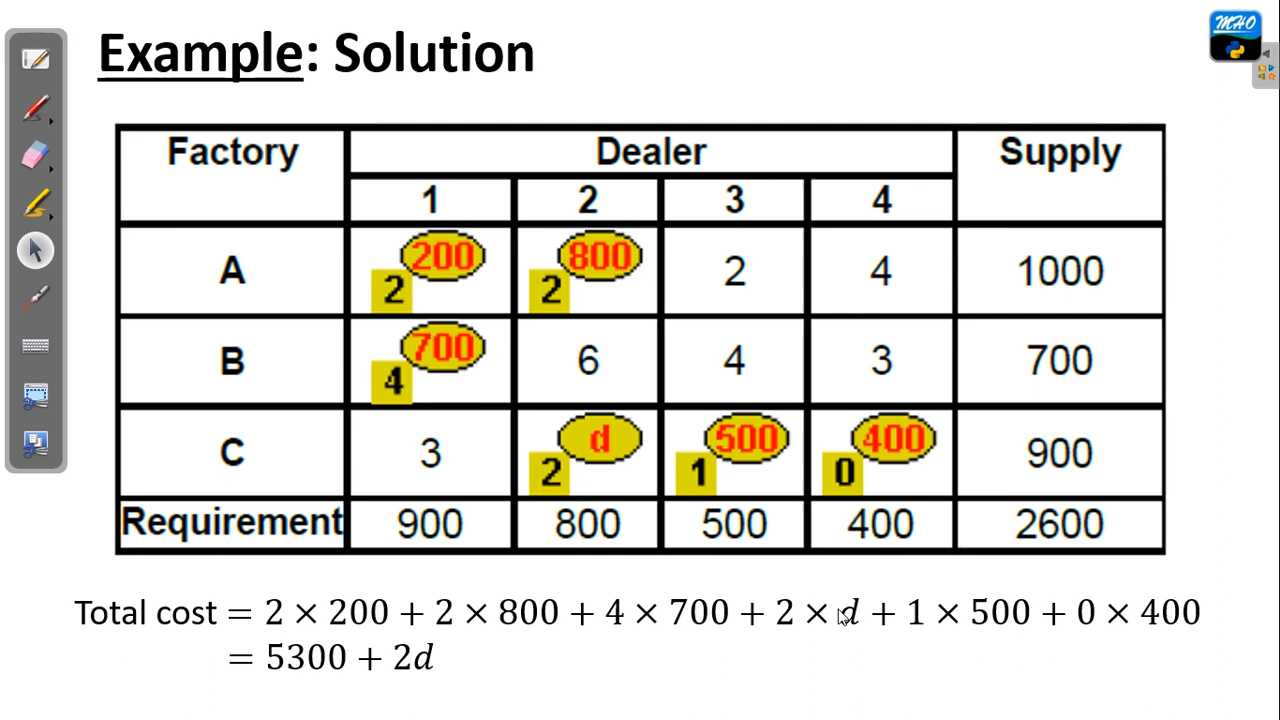 MHO
Example: Solution
Factory Dealer Supply
1 2 3 4
A 2 200 2 800 2 4 1000
B 4 700 6 4 3 700
C 3 2 d 1 500 0 400 900
Requirement 900 800 500 400 2600
Total cost = 2 × 200 + 2 × 800 + 4 × 700 + 2 × d + 1 × 500 + 0 × 400
= 5300 + 2d